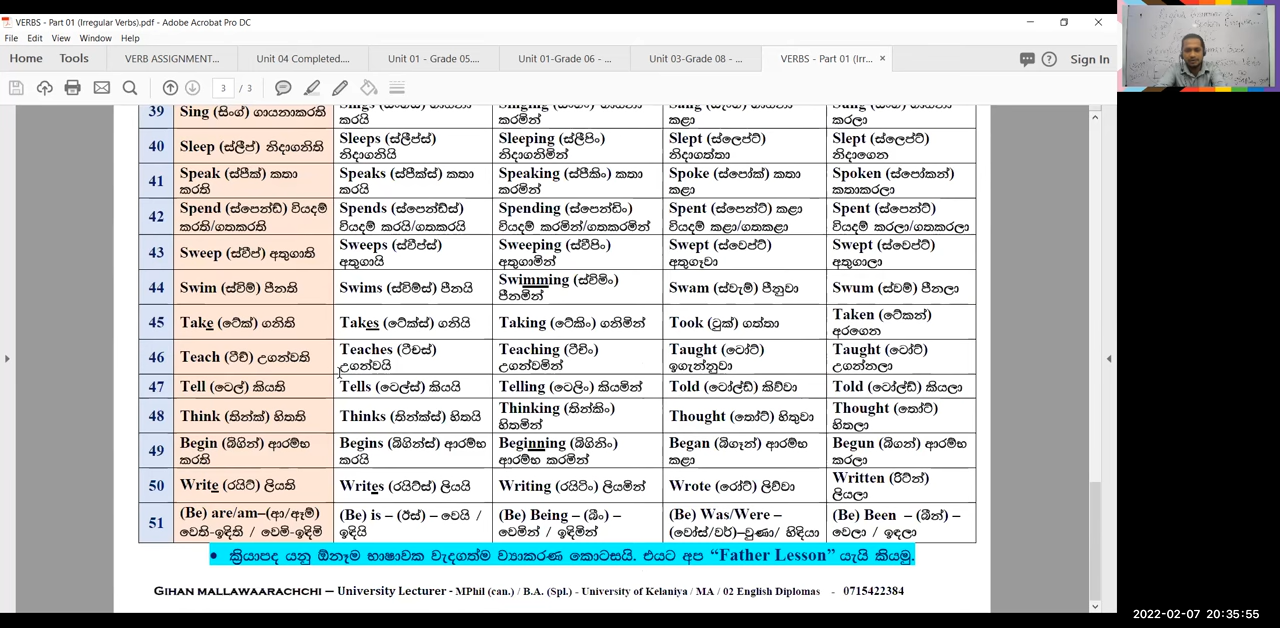 VERBS - Part 01 (Irregular Verbs).pdf - Adobe Acrobat Pro DC
File Edit View Window Help
Home Tools VERB ASSIGNMENT... Unit 04 Completed.... Unit 01 - Grade 05.... Unit 01-Grade 06 - ... Unit 03-Grade 08 - ... VERBS - Part 01 (Irr... × Sign In
3 / 3
39 Sing (සිංග්) ගායනාකරති
කරයි කරමින් කළා කරලා
40 Sleep (ස්ලීප්) නිදාගනිති Sleeps (ස්ලීප්ස්) Sleeping (ස්ලීපිං) Slept (ස්ලෙප්ට්) Slept (ස්ලෙප්ට්)
නිදාගනියි නිදාගනිමින් නිදාගත්තා නිදාගෙන
41 Speak (ස්පීක්) කතා Speaks (ස්පීක්ස්) කතා Speaking (ස්පීකිං) කතා Spoke (ස්පෝක්) කතා Spoken (ස්පෝකන්)
කරති කරයි කරමින් කළා කතාකරලා
42 Spend (ස්පෙන්ඩ්) වියදම් Spends (ස්පෙන්ඩ්ස්) Spending (ස්පෙන්ඩිං) Spent (ස්පෙන්ට්) කළා Spent (ස්පෙන්ට්)
කරති/ගතකරති වියදම් කරයි/ගතකරයි වියදම් කරමින්/ගතකරමින් වියදම් කළා/ගතකළා වියදම් කරලා/ගතකරලා
43 Sweep (ස්වීප්) අතුගාති Sweeps (ස්වීප්ස්) Sweeping (ස්වීපිං) Swept (ස්වෙප්ට්) Swept (ස්වෙප්ට්)
අතුගායි අතුගාමින් අතුගෑවා අතුගාලා
44 Swim (ස්විම්) පීනති Swims (ස්විම්ස්) පීනයි Swimming (ස්විමිං) Swam (ස්වෑම්) පීනුවා Swum (ස්වම්) පීනලා
පීනමින්
45 Take (ටේක්) ගනිති Takes (ටේක්ස්) ගනියි Taking (ටේකිං) ගනිමින් Took (ටුක්) ගත්තා Taken (ටේකන්)
අරගෙන
46 Teach (ටීච්) උගන්වති Teaches (ටීචස්) Teaching (ටීචිං) Taught (ටෝට්) Taught (ටෝට්)
උගන්වයි උගන්වමින් ඉගැන්නුවා උගන්නලා
47 Tell (ටෙල්) කියති Tells (ටෙල්ස්) කියයි Telling (ටෙලිං) කියමින් Told (ටෝල්ඩ්) කිව්වා Told (ටෝල්ඩ්) කියලා
48 Think (තින්ක්) හිතති Thinks (තින්ක්ස්) හිතයි Thinking (තින්කිං) Thought (තෝට්) හිතුවා Thought (තෝට්)
හිතමින් හිතලා
49 Begin (බිගින්) ආරම්භ Begins (බිගින්ස්) ආරම්භ Beginning (බිගිනිං) Began (බිගෑන්) ආරම්භ Begun (බිගන්) ආරම්භ
කරති කරයි ආරම්භ කරමින් කළා කරලා
50 Write (රයිට්) ලියති Writes (රයිට්ස්) ලියයි Writing (රයිටිං) ලියමින් Wrote (රෝට්) ලිව්වා Written (රිට්න්)
ලියලා
51 (Be) are/am–(ආ/ඇම්) (Be) is – (ඊස්) – වෙයි / (Be) Being – (බීං) – (Be) Was/Were – (Be) Been – (බීන්) –
වෙති-ඉදිති / වෙමි-ඉදිමි ඉදියි වෙමින් / ඉදිමින් (වෝස්/වර්)–වුණා/ හිදියා වෙලා / ඉඳලා
• ක්‍රියාපද යනු ඕනෑම භාෂාවක වැදගත්ම ව්‍යාකරණ කොටසයි. එයට අප “Father Lesson” යැයි කියමු.
GIHAN MALLAWAARACHCHI – University Lecturer - MPhil (can.) / B.A. (Spl.) - University of Kelaniya / MA / 02 English Diplomas - 0715422384
2022-02-07 20:35:55